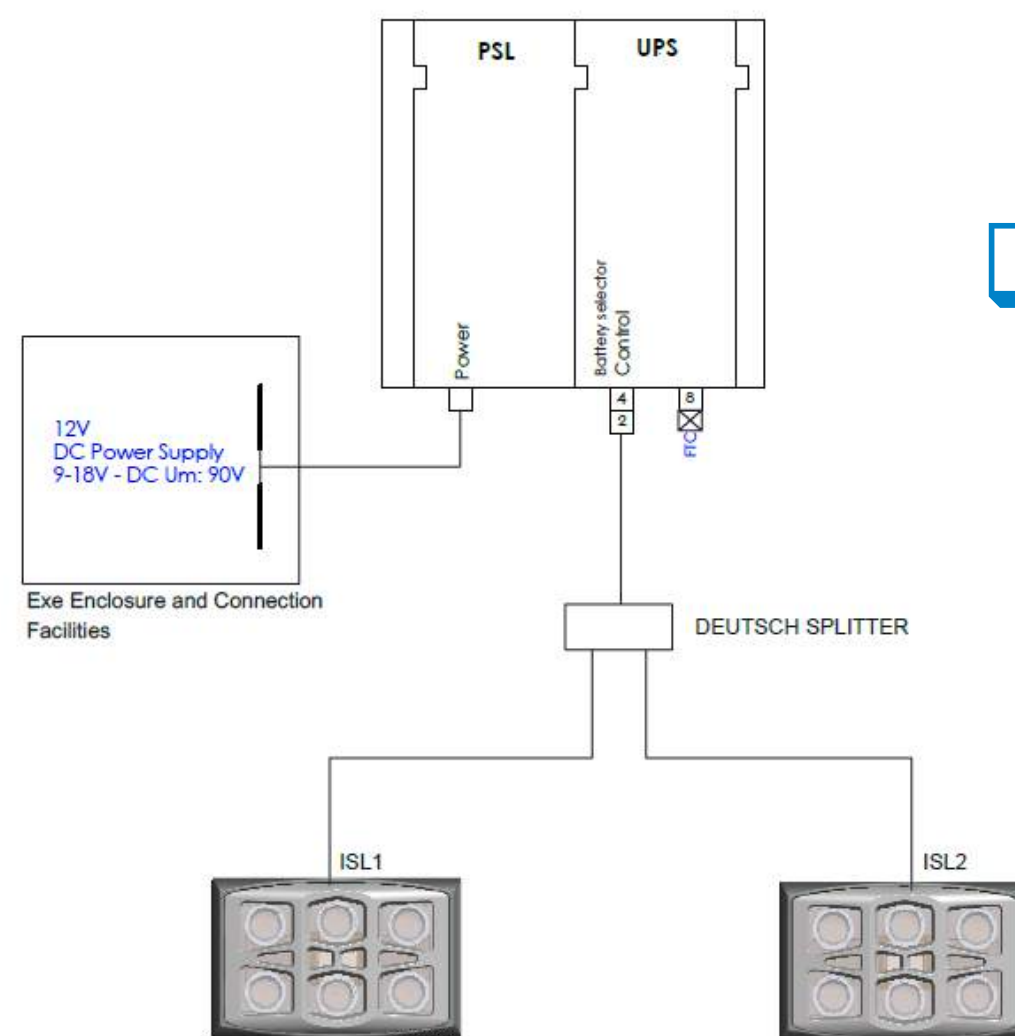 PSL
UPS
Power
Battery selector
Control
4
2
8
FTC
12V
DC Power Supply
9-18V - DC Um: 90V
Exe Enclosure and Connection
Facilities
DEUTSCH SPLITTER
ISL1
ISL2